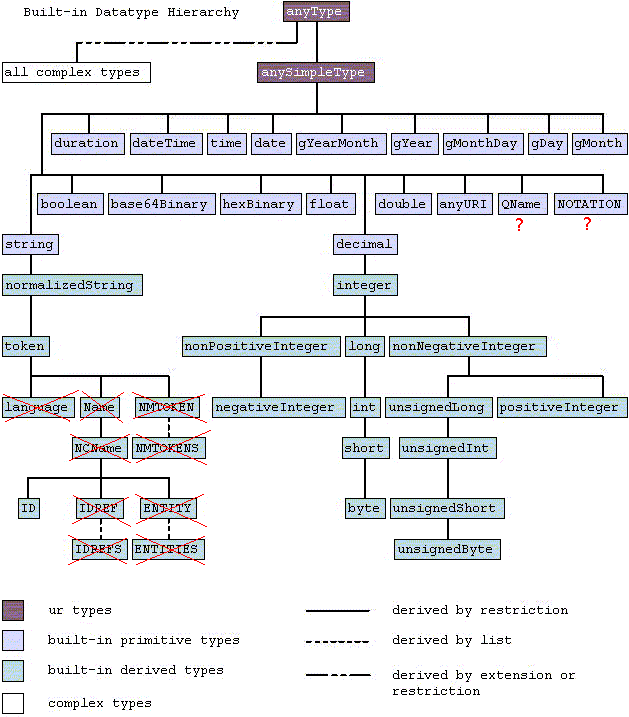 Built-in Datatype Hierarchy
anyType
all complex types
anySimpleType
duration dateTime time date gYearMonth gYear gMonthDay gDay gMonth
boolean base64Binary hexBinary float double anyURI QName NOTATION
? ?
string decimal
normalizedString integer
token nonPositiveInteger long nonNegativeInteger
language Name NMTOKEN negativeInteger int unsignedLong positiveInteger
NCName NMTOKENS short unsignedInt
ID IDREF ENTITY byte unsignedShort
IDREFS ENTITIES unsignedByte
ur types derived by restriction
built-in primitive types derived by list
built-in derived types derived by extension or
restriction
complex types